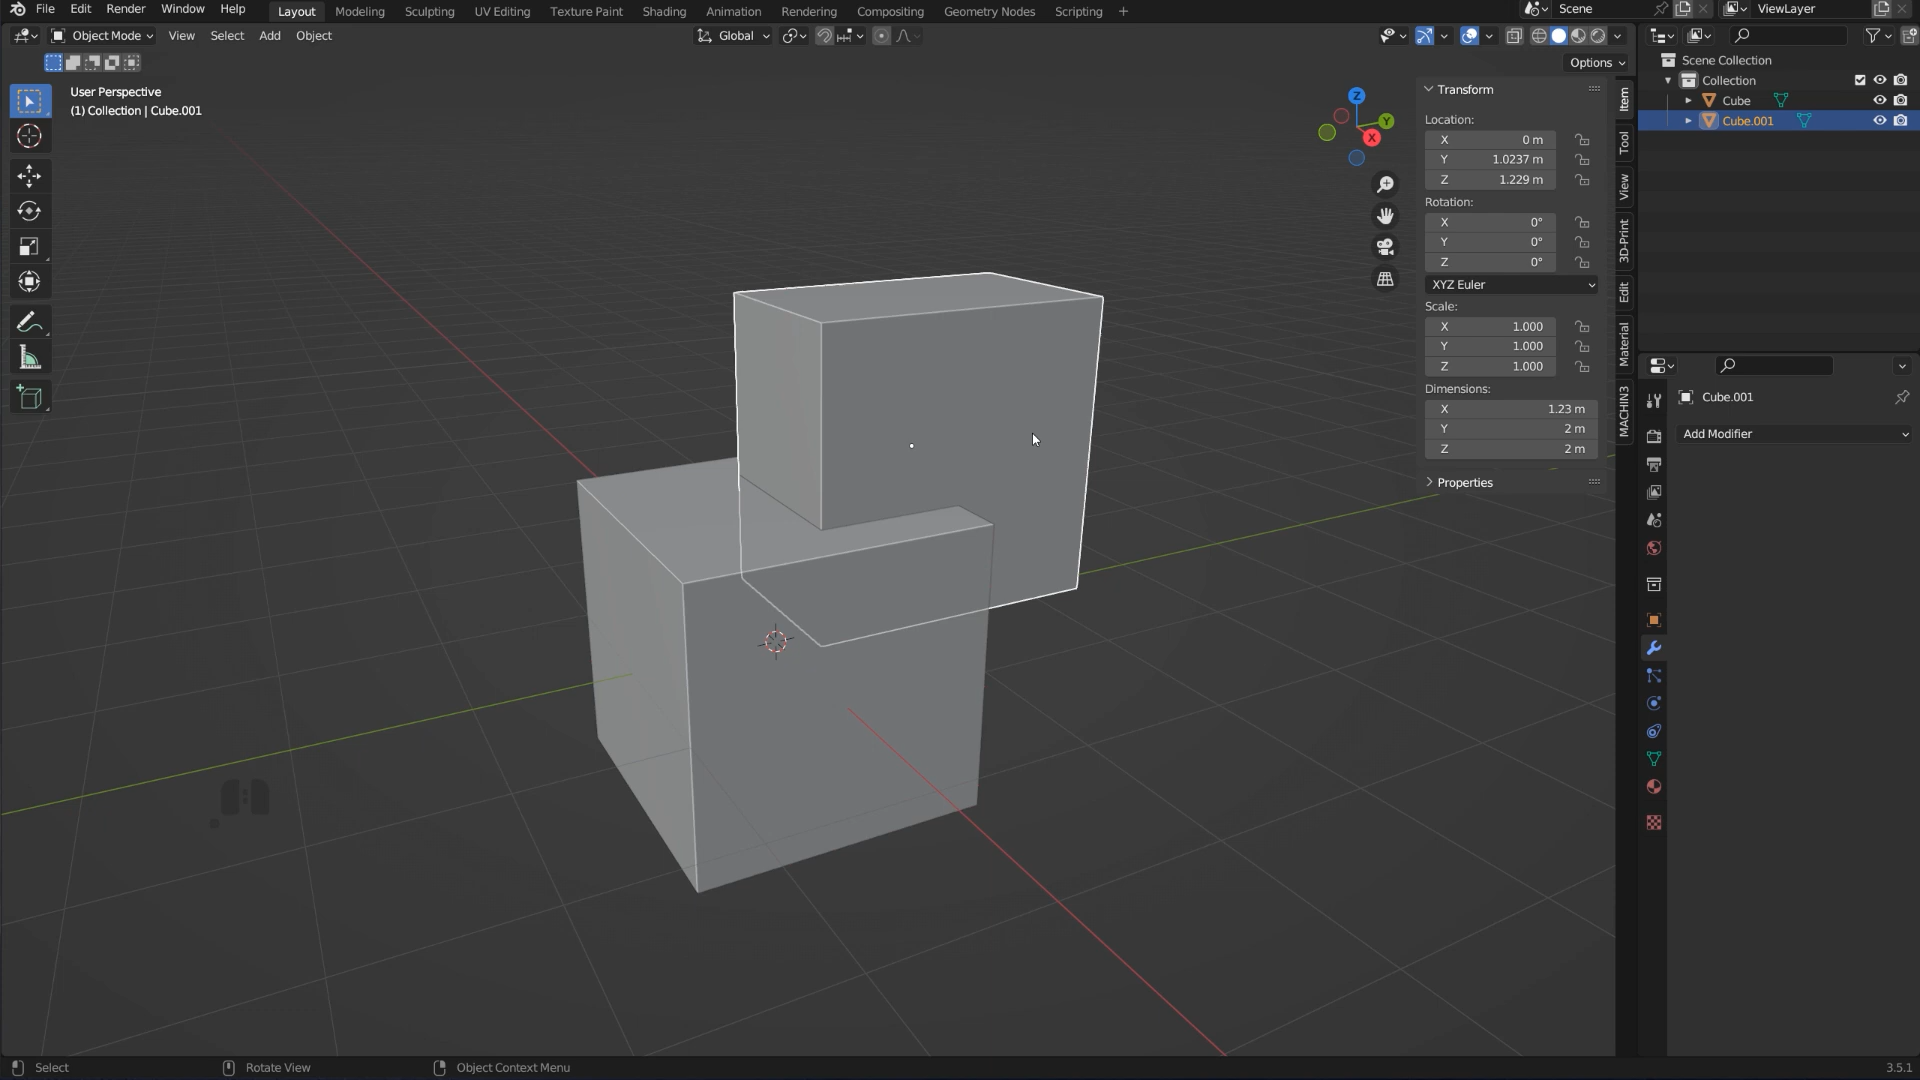 File Edit Render Window Help Layout Modeling Sculpting UV Editing Texture Paint Shading Animation Rendering Compositing Geometry Nodes Scripting + Scene ViewLayer
Object Mode View Select Add Object Global
Options
User Perspective
(1) Collection | Cube.001
Z
Y
X
Transform
Location:
X 0 m
Y 1.0237 m
Z 1.229 m
Rotation:
X 0°
Y 0°
Z 0°
XYZ Euler
Scale:
X 1.000
Y 1.000
Z 1.000
Dimensions:
X 1.23 m
Y 2 m
Z 2 m
Properties
Item
Tool
View
3D-Print
Edit
Material
MACHIN3
Scene Collection
Collection
Cube
Cube.001
Cube.001
Add Modifier
Select Rotate View Object Context Menu 3.5.1